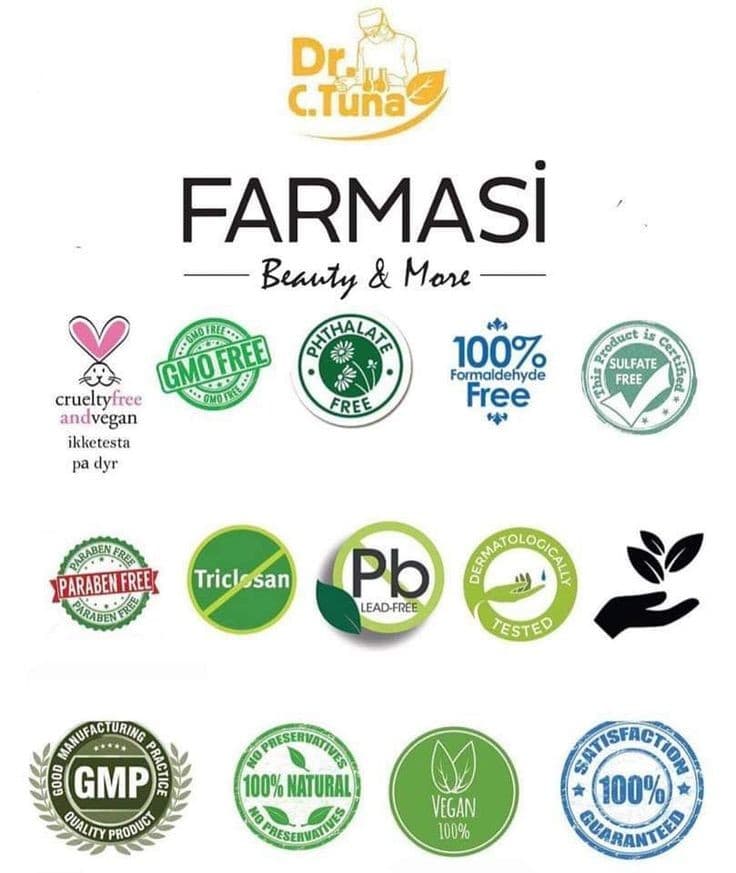 Dr.
C.Tuna
FARMASİ
Beauty & More
crueltyfree
andvegan
ikketesta
pa dyr
GMO FREE
GMO FREE
GMO FREE
PHTHALATE
FREE
100%
Formaldehyde
Free
This Product is Certified
SULFATE
FREE
PARABEN FREE
PARABEN FREE
PARABEN FREE
Triclosan
Pb
LEAD-FREE
DERMATOLOGICALLY
TESTED
GOOD MANUFACTURING PRACTICE
GMP
QUALITY PRODUCT
NO PRESERVATIVES
100% NATURAL
NO PRESERVATIVES
VEGAN
100%
SATISFACTION
100%
GUARANTEED